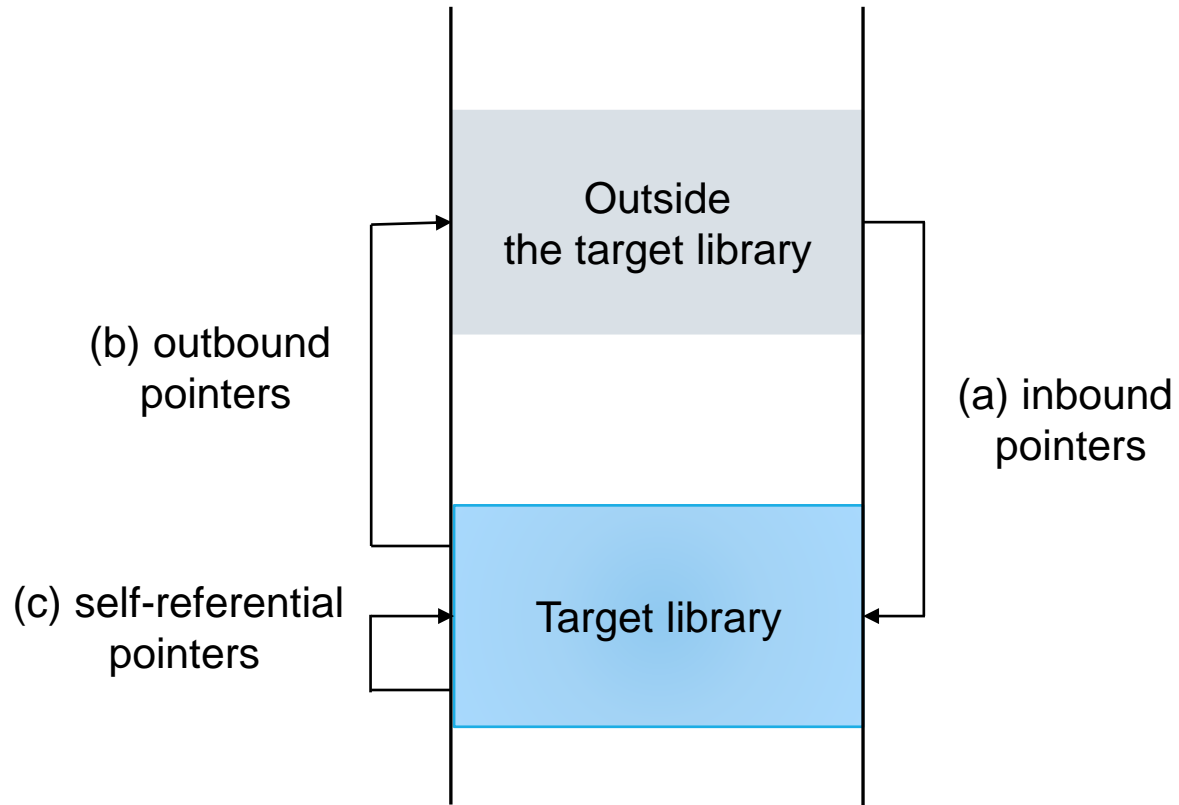 Outside
the target library
(b) outbound
pointers
(a) inbound
pointers
(c) self-referential
pointers
Target library